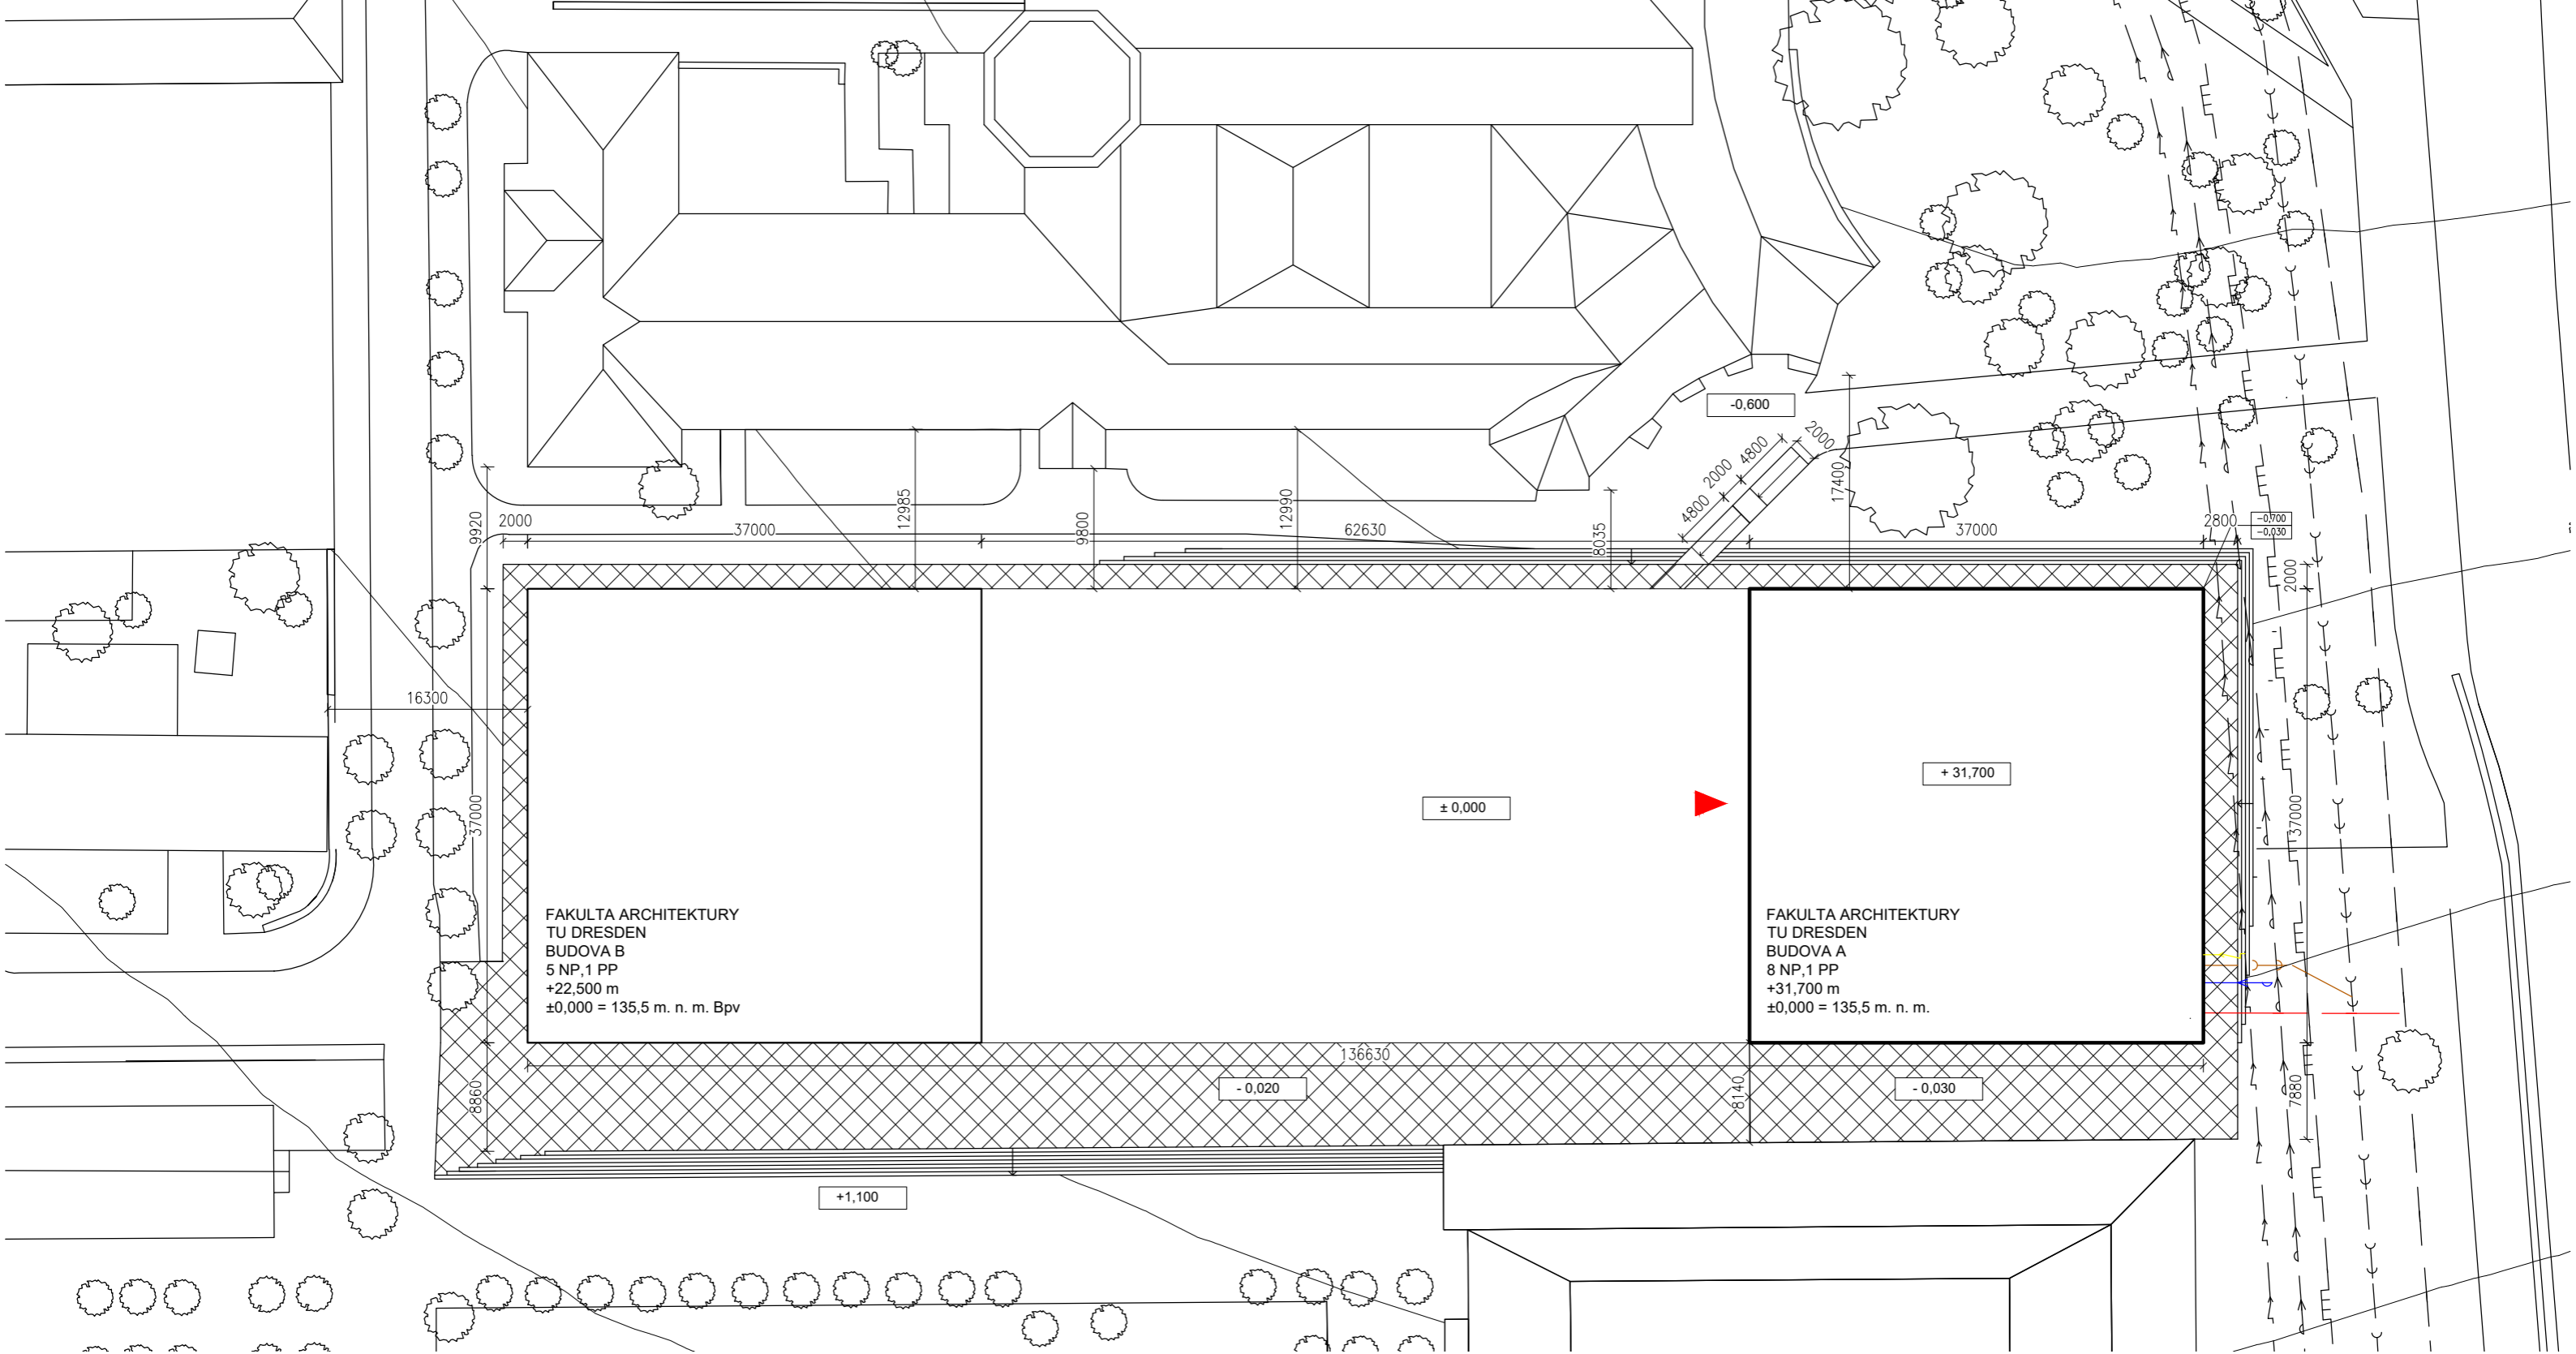 -0,600
4800
2000
4800
2000
17400
9920
2000
37000
12985
9800
12990
62630
8035
37000
2800
-0,700
-0,030
2000
16300
37000
± 0,000
+ 31,700
37000
FAKULTA ARCHITEKTURY
TU DRESDEN
BUDOVA B
5 NP,1 PP
+22,500 m
±0,000 = 135,5 m. n. m. Bpv
FAKULTA ARCHITEKTURY
TU DRESDEN
BUDOVA A
8 NP,1 PP
+31,700 m
±0,000 = 135,5 m. n. m.
136630
8860
- 0,020
8140
- 0,030
7880
+1,100